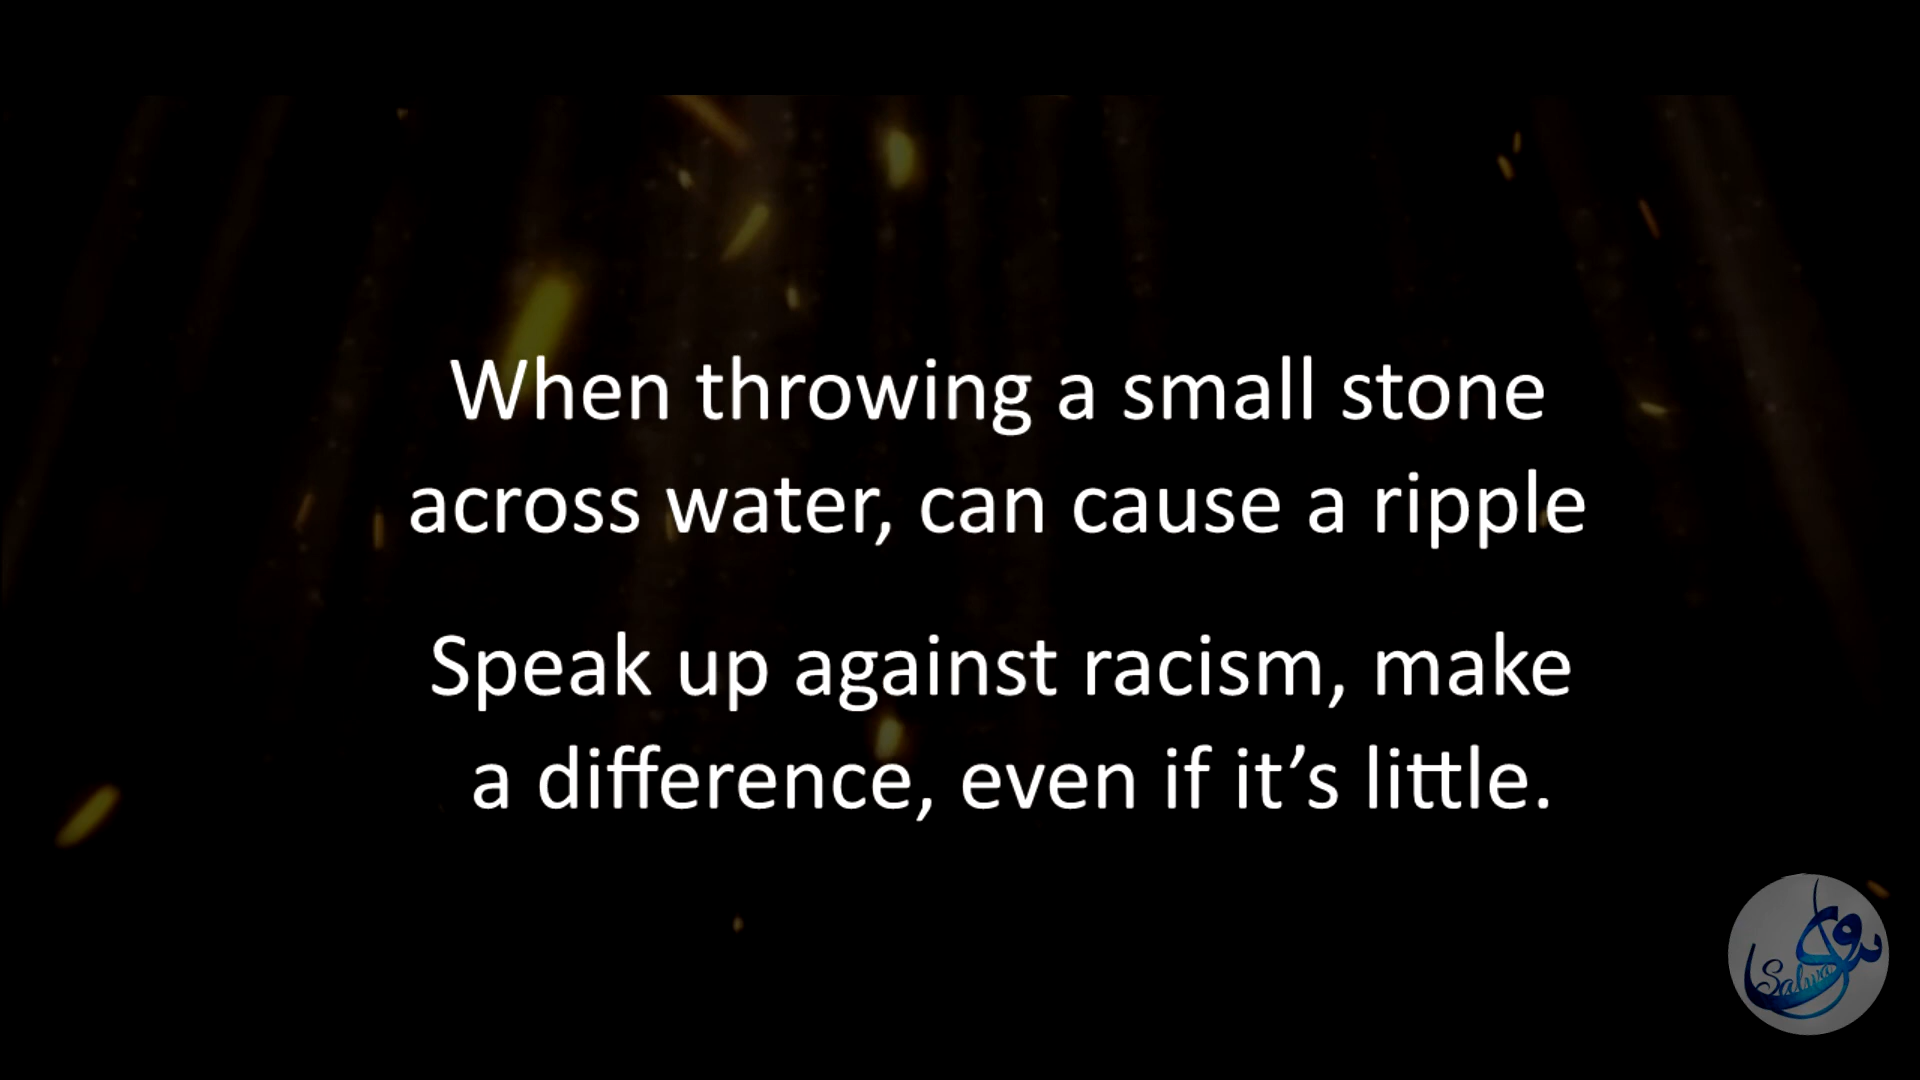 When throwing a small stone
across water, can cause a ripple
Speak up against racism, make
a difference, even if it’s little.
Salwa